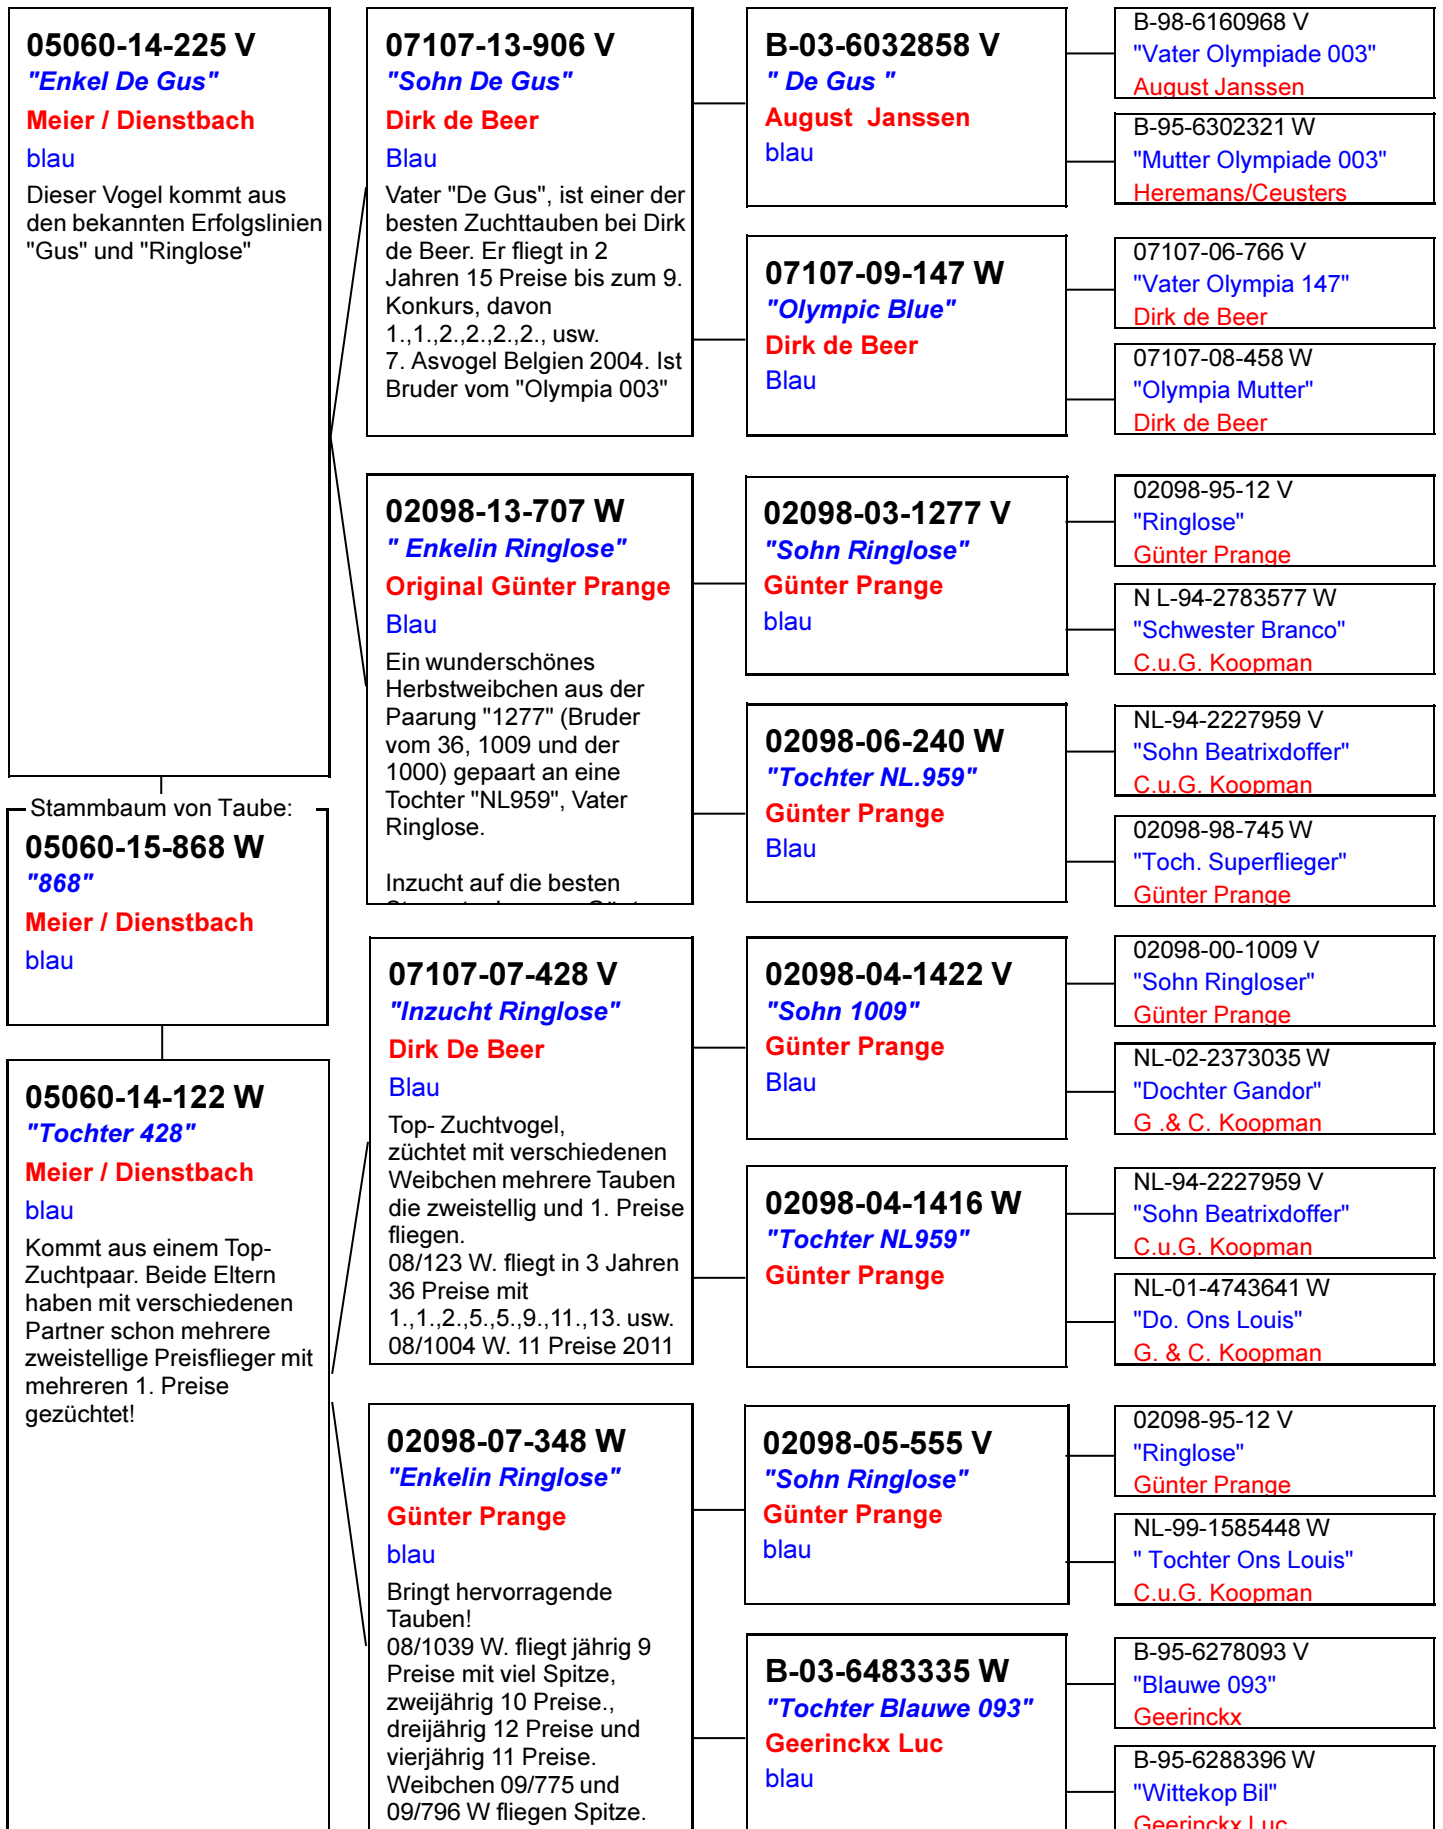 05060-14-225 V
"Enkel De Gus"
Meier / Dienstbach
blau
Dieser Vogel kommt aus
den bekannten Erfolgslinien
"Gus" und "Ringlose"
Stammbaum von Taube:
05060-15-868 W
"868"
Meier / Dienstbach
blau
05060-14-122 W
"Tochter 428"
Meier / Dienstbach
blau
Kommt aus einem Top-
Zuchtpaar. Beide Eltern
haben mit verschiedenen
Partner schon mehrere
zweistellige Preisflieger mit
mehreren 1. Preise
gezüchtet!
07107-13-906 V
"Sohn De Gus"
Dirk de Beer
Blau
Vater "De Gus", ist einer der
besten Zuchttauben bei Dirk
de Beer. Er fliegt in 2
Jahren 15 Preise bis zum 9.
Konkurs, davon
1.,1.,2.,2.,2.,2., usw.
7. Asvogel Belgien 2004. Ist
Bruder vom "Olympia 003"
02098-13-707 W
" Enkelin Ringlose"
Original Günter Prange
Blau
Ein wunderschönes
Herbstweibchen aus der
Paarung "1277" (Bruder
vom 36, 1009 und der
1000) gepaart an eine
Tochter "NL959", Vater
Ringlose.
Inzucht auf die besten
07107-07-428 V
"Inzucht Ringlose"
Dirk De Beer
Blau
Top- Zuchtvogel,
züchtet mit verschiedenen
Weibchen mehrere Tauben
die zweistellig und 1. Preise
fliegen.
08/123 W. fliegt in 3 Jahren
36 Preise mit
1.,1.,2.,5.,5.,9.,11.,13. usw.
08/1004 W. 11 Preise 2011
02098-07-348 W
"Enkelin Ringlose"
Günter Prange
blau
Bringt hervorragende
Tauben!
08/1039 W. fliegt jährig 9
Preise mit viel Spitze,
zweijährig 10 Preise.,
dreijährig 12 Preise und
vierjährig 11 Preise.
Weibchen 09/775 und
09/796 W fliegen Spitze.
B-03-6032858 V
" De Gus "
August  Janssen
blau
07107-09-147 W
"Olympic Blue"
Dirk de Beer
Blau
02098-03-1277 V
"Sohn Ringlose"
Günter Prange
blau
02098-06-240 W
"Tochter NL.959"
Günter Prange
Blau
02098-04-1422 V
"Sohn 1009"
Günter Prange
Blau
02098-04-1416 W
"Tochter NL959"
Günter Prange
02098-05-555 V
"Sohn Ringlose"
Günter Prange
blau
B-03-6483335 W
"Tochter Blauwe 093"
Geerinckx Luc
blau
B-98-6160968 V
"Vater Olympiade 003"
August Janssen
B-95-6302321 W
"Mutter Olympiade 003"
Heremans/Ceusters
07107-06-766 V
"Vater Olympia 147"
Dirk de Beer
07107-08-458 W
"Olympia Mutter"
Dirk de Beer
02098-95-12 V
"Ringlose"
Günter Prange
N L-94-2783577 W
"Schwester Branco"
C.u.G. Koopman
NL-94-2227959 V
"Sohn Beatrixdoffer"
C.u.G. Koopman
02098-98-745 W
"Toch. Superflieger"
Günter Prange
02098-00-1009 V
"Sohn Ringloser"
Günter Prange
NL-02-2373035 W
"Dochter Gandor"
G .& C. Koopman
NL-94-2227959 V
"Sohn Beatrixdoffer"
C.u.G. Koopman
NL-01-4743641 W
"Do. Ons Louis"
G. & C. Koopman
02098-95-12 V
"Ringlose"
Günter Prange
NL-99-1585448 W
" Tochter Ons Louis"
C.u.G. Koopman
B-95-6278093 V
"Blauwe 093"
Geerinckx
B-95-6288396 W
"Wittekop Bil"
Geerinckx Luc